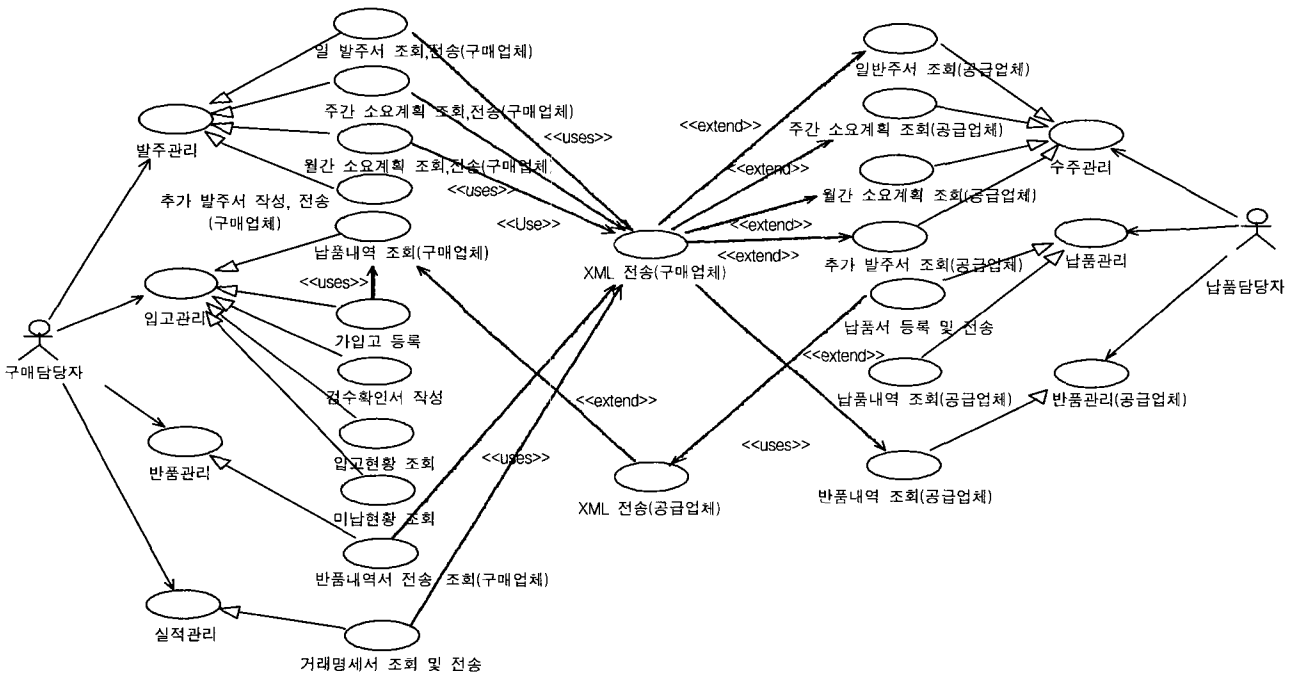 일 발주서 조회,전송(구매업체)
주간 소요계획 조회,전송(구매업체)
<<uses>>
발주관리
월간 소요계획 조회,전송(구매업체)
<<uses>>
추가 발주서 작성, 전송
(구매업체)
<<Use>>
납품내역 조회(구매업체)
<<uses>>
입고관리
가입고 등록
구매담당자
검수확인서 작성
<<extend>>
입고현황 조회
반품관리
<<uses>>
미납현황 조회
반품내역서 전송, 조회(구매업체)
실적관리
거래명세서 조회 및 전송
XML 전송(구매업체)
XML 전송(공급업체)
일반주서 조회(공급업체)
<<extend>>
주간 소요계획 조회(공급업체)
<<extend>>
수주관리
월간 소요계획 조회(공급업체)
<<extend>>
<<extend>>
추가 발주서 조회(공급업체)
납품관리
납품담당자
납품서 등록 및 전송
<<extend>>
납품내역 조회(공급업체)
반품관리(공급업체)
<<uses>>
반품내역 조회(공급업체)